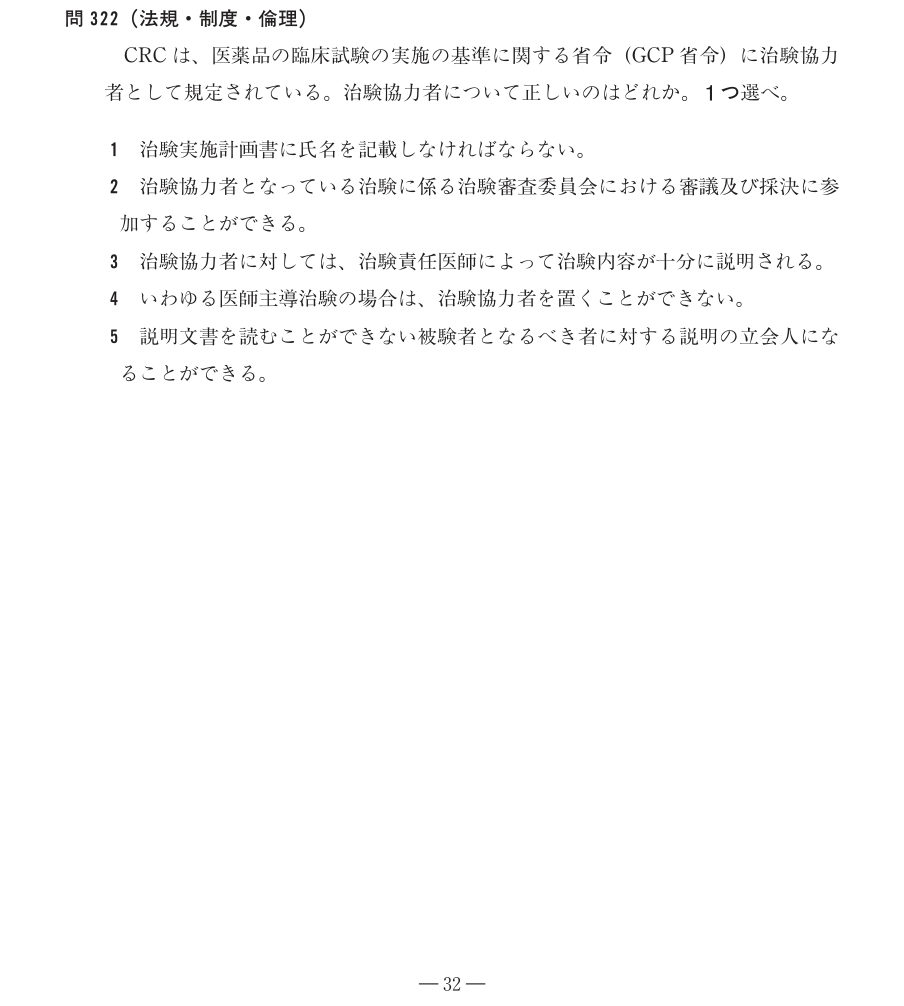 問 322（法規・制度・倫理）
CRC は、医薬品の臨床試験の実施の基準に関する省令（GCP 省令）に治験協力
者として規定されている。治験協力者について正しいのはどれか。１つ選べ。
1　治験実施計画書に氏名を記載しなければならない。
2　治験協力者となっている治験に係る治験審査委員会における審議及び採決に参
加することができる。
3　治験協力者に対しては、治験責任医師によって治験内容が十分に説明される。
4　いわゆる医師主導治験の場合は、治験協力者を置くことができない。
5　説明文書を読むことができない被験者となるべき者に対する説明の立会人にな
ることができる。
― 32 ―